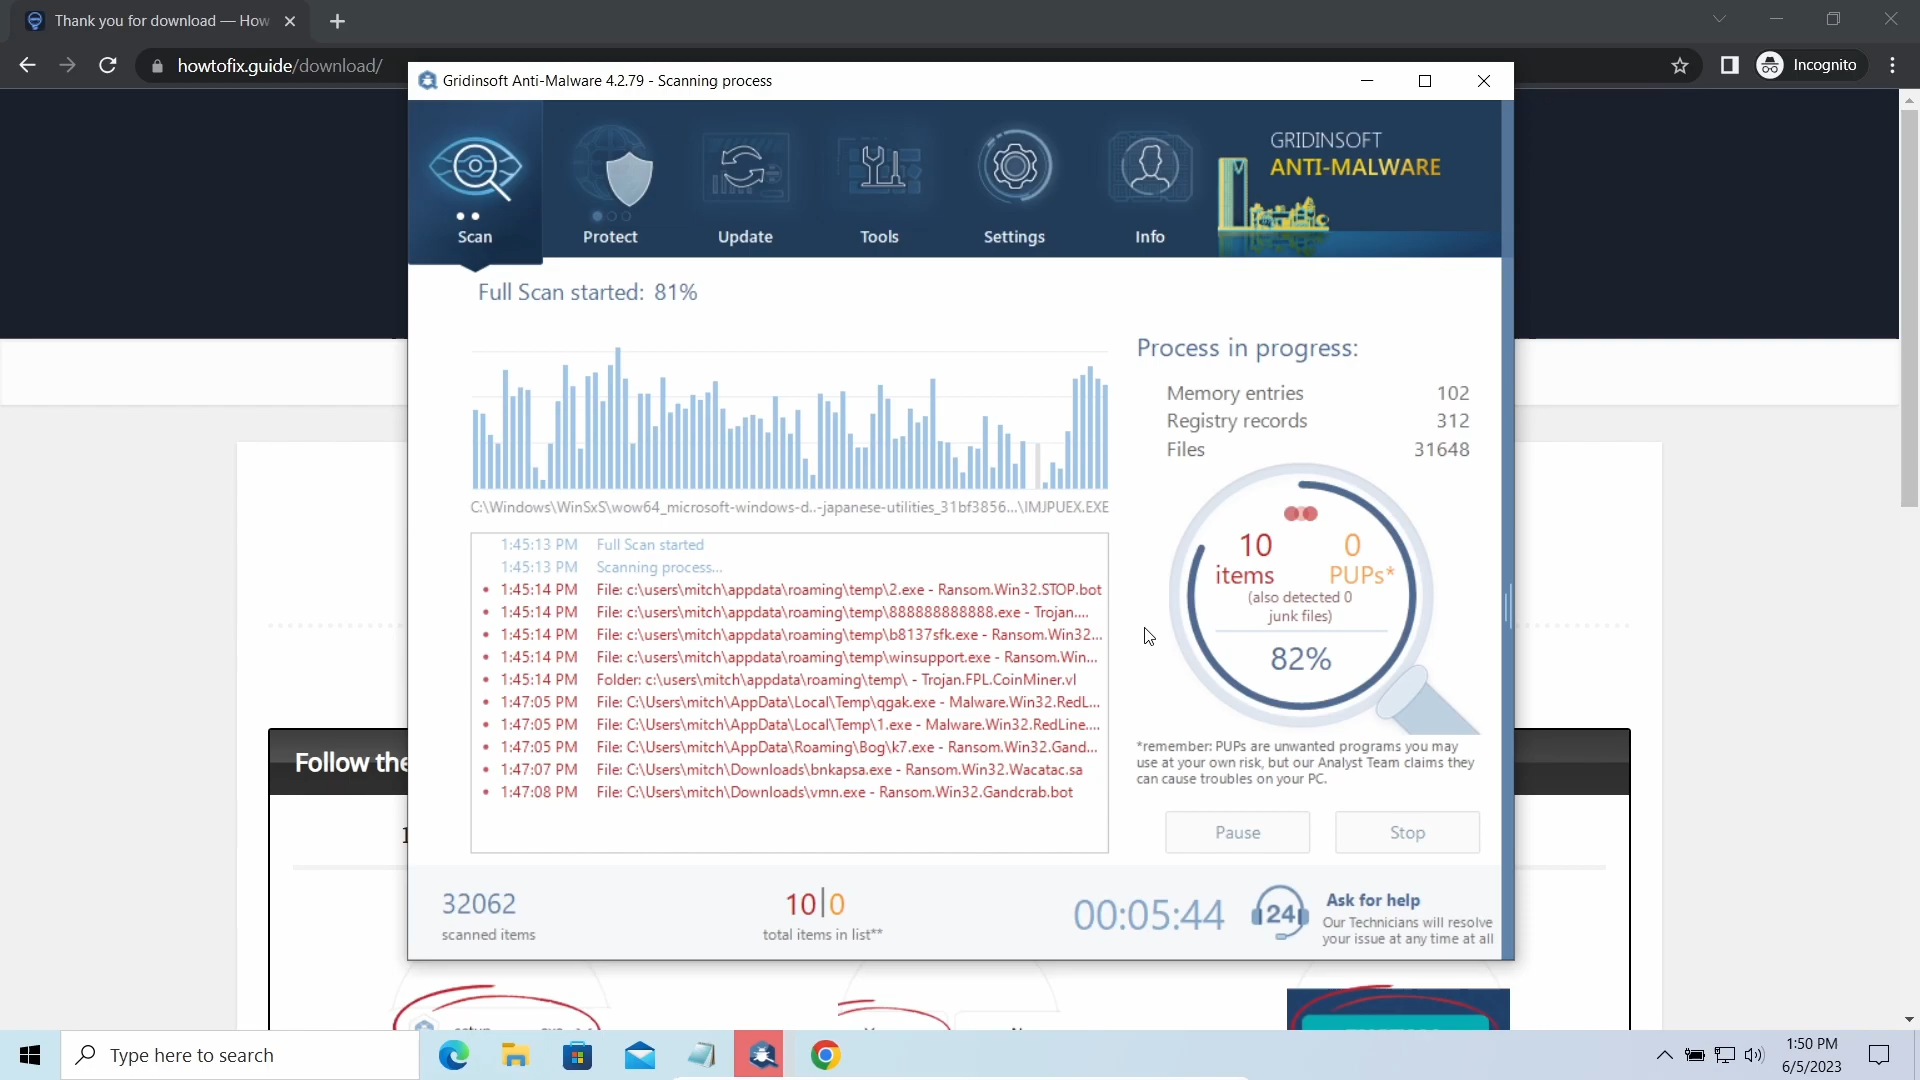 Thank you for download — How
howtofix.guide/download/
Incognito
Gridinsoft Anti-Malware 4.2.79 - Scanning process
Scan
Protect
Update
Tools
Settings
Info
GRIDINSOFT
ANTI-MALWARE
Full Scan started: 81%
C:\Windows\WinSxS\wow64_microsoft-windows-d..-japanese-utilities_31bf3856...\IMJPUEX.EXE
1:45:13 PM Full Scan started
1:45:13 PM Scanning process...
1:45:14 PM File: c:\users\mitch\appdata\roaming\temp\2.exe - Ransom.Win32.STOP.bot
1:45:14 PM File: c:\users\mitch\appdata\roaming\temp\888888888888.exe - Trojan....
1:45:14 PM File: c:\users\mitch\appdata\roaming\temp\b8137sfk.exe - Ransom.Win32...
1:45:14 PM File: c:\users\mitch\appdata\roaming\temp\winsupport.exe - Ransom.Win...
1:45:14 PM Folder: c:\users\mitch\appdata\roaming\temp\ - Trojan.FPL.CoinMiner.vl
1:47:05 PM File: C:\Users\mitch\AppData\Local\Temp\qgak.exe - Malware.Win32.RedL...
1:47:05 PM File: C:\Users\mitch\AppData\Local\Temp\1.exe - Malware.Win32.RedLine....
1:47:05 PM File: C:\Users\mitch\AppData\Roaming\Bog\k7.exe - Ransom.Win32.Gand...
1:47:07 PM File: C:\Users\mitch\Downloads\bnkapsa.exe - Ransom.Win32.Wacatac.sa
1:47:08 PM File: C:\Users\mitch\Downloads\vmn.exe - Ransom.Win32.Gandcrab.bot
Process in progress:
Memory entries 102
Registry records 312
Files 31648
10 0
items PUPs*
(also detected 0
junk files)
82%
*remember: PUPs are unwanted programs you may
use at your own risk, but our Analyst Team claims they
can cause troubles on your PC.
Pause
Stop
32062
scanned items
10|0
total items in list**
00:05:44
24
Ask for help
Our Technicians will resolve
your issue at any time at all
Follow the
1
Type here to search
1:50 PM
6/5/2023